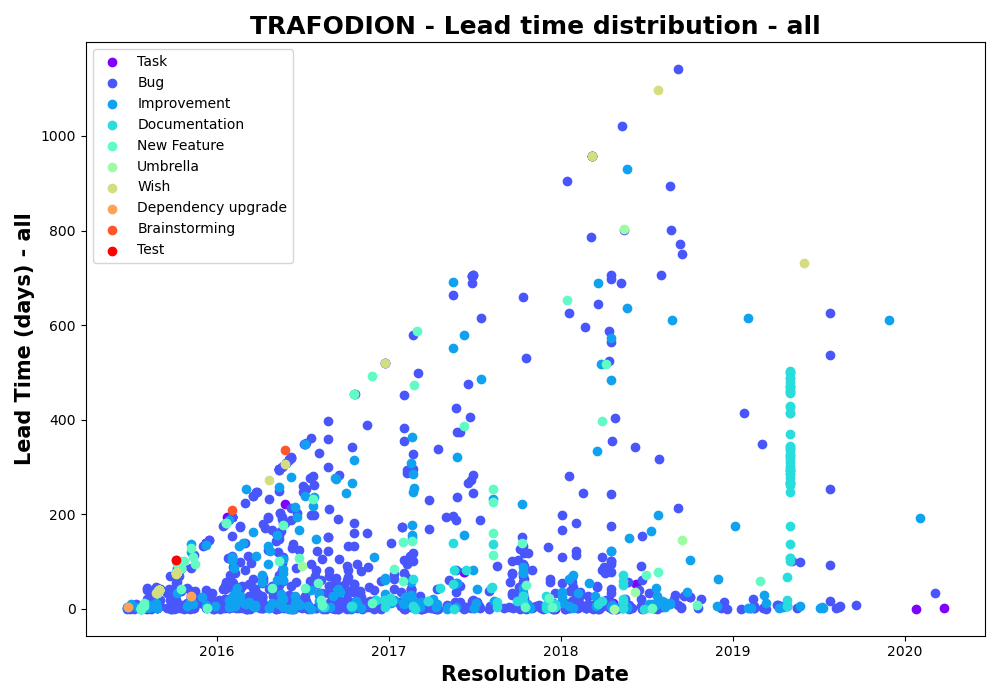 TRAFODION - Lead time distribution - all
Task
Bug
Improvement
Documentation
New Feature
Umbrella
Wish
Dependency upgrade
Brainstorming
Test
Lead Time (days) - all
1000
800
600
400
200
0
2016 2017 2018 2019 2020
Resolution Date